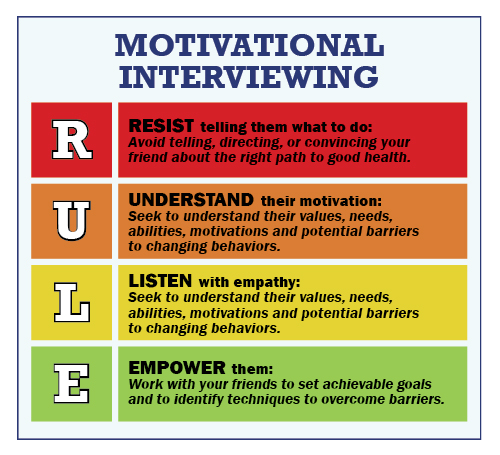 MOTIVATIONAL
INTERVIEWING
R
RESIST telling them what to do:
Avoid telling, directing, or convincing your
friend about the right path to good health.
U
UNDERSTAND their motivation:
Seek to understand their values, needs,
abilities, motivations and potential barriers
to changing behaviors.
L
LISTEN with empathy:
Seek to understand their values, needs,
abilities, motivations and potential barriers
to changing behaviors.
E
EMPOWER them:
Work with your friends to set achievable goals
and to identify techniques to overcome barriers.